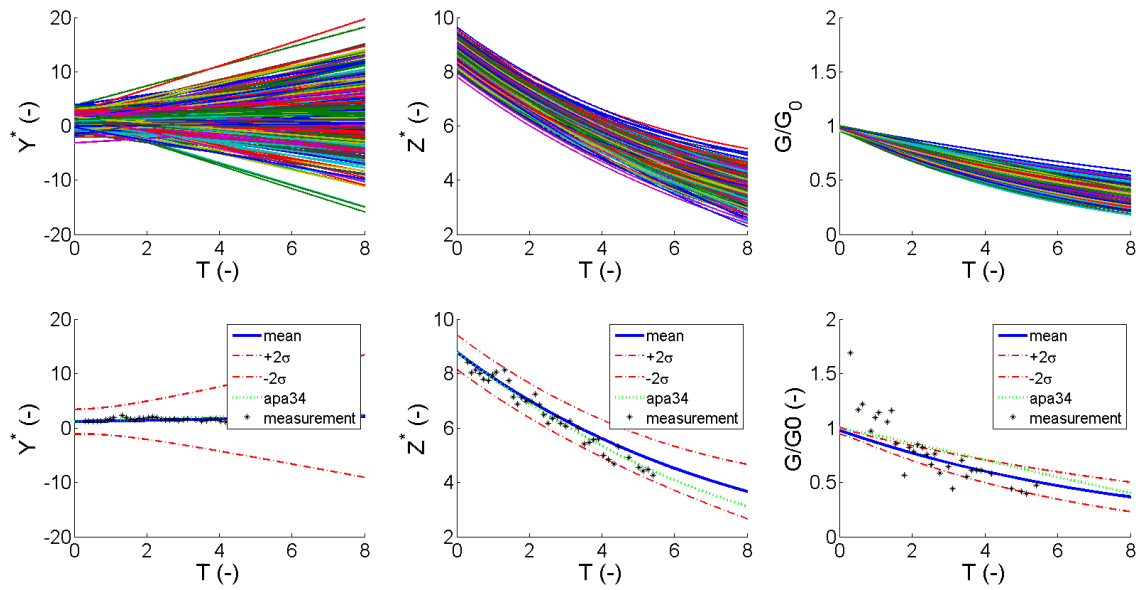 20
10
0
-10
-20
Y* (-)
0 2 4 6 8
T (-)
10
8
6
4
2
Z* (-)
0 2 4 6 8
T (-)
2
1.5
1
0.5
0
G/G0
0 2 4 6 8
T (-)
20
10
0
-10
-20
Y* (-)
mean
+2σ
-2σ
apa34
measurement
0 2 4 6 8
T (-)
10
8
6
4
2
Z* (-)
mean
+2σ
-2σ
apa34
measurement
0 2 4 6 8
T (-)
2
1.5
1
0.5
0
G/G0 (-)
mean
+2σ
-2σ
apa34
measurement
0 2 4 6 8
T (-)